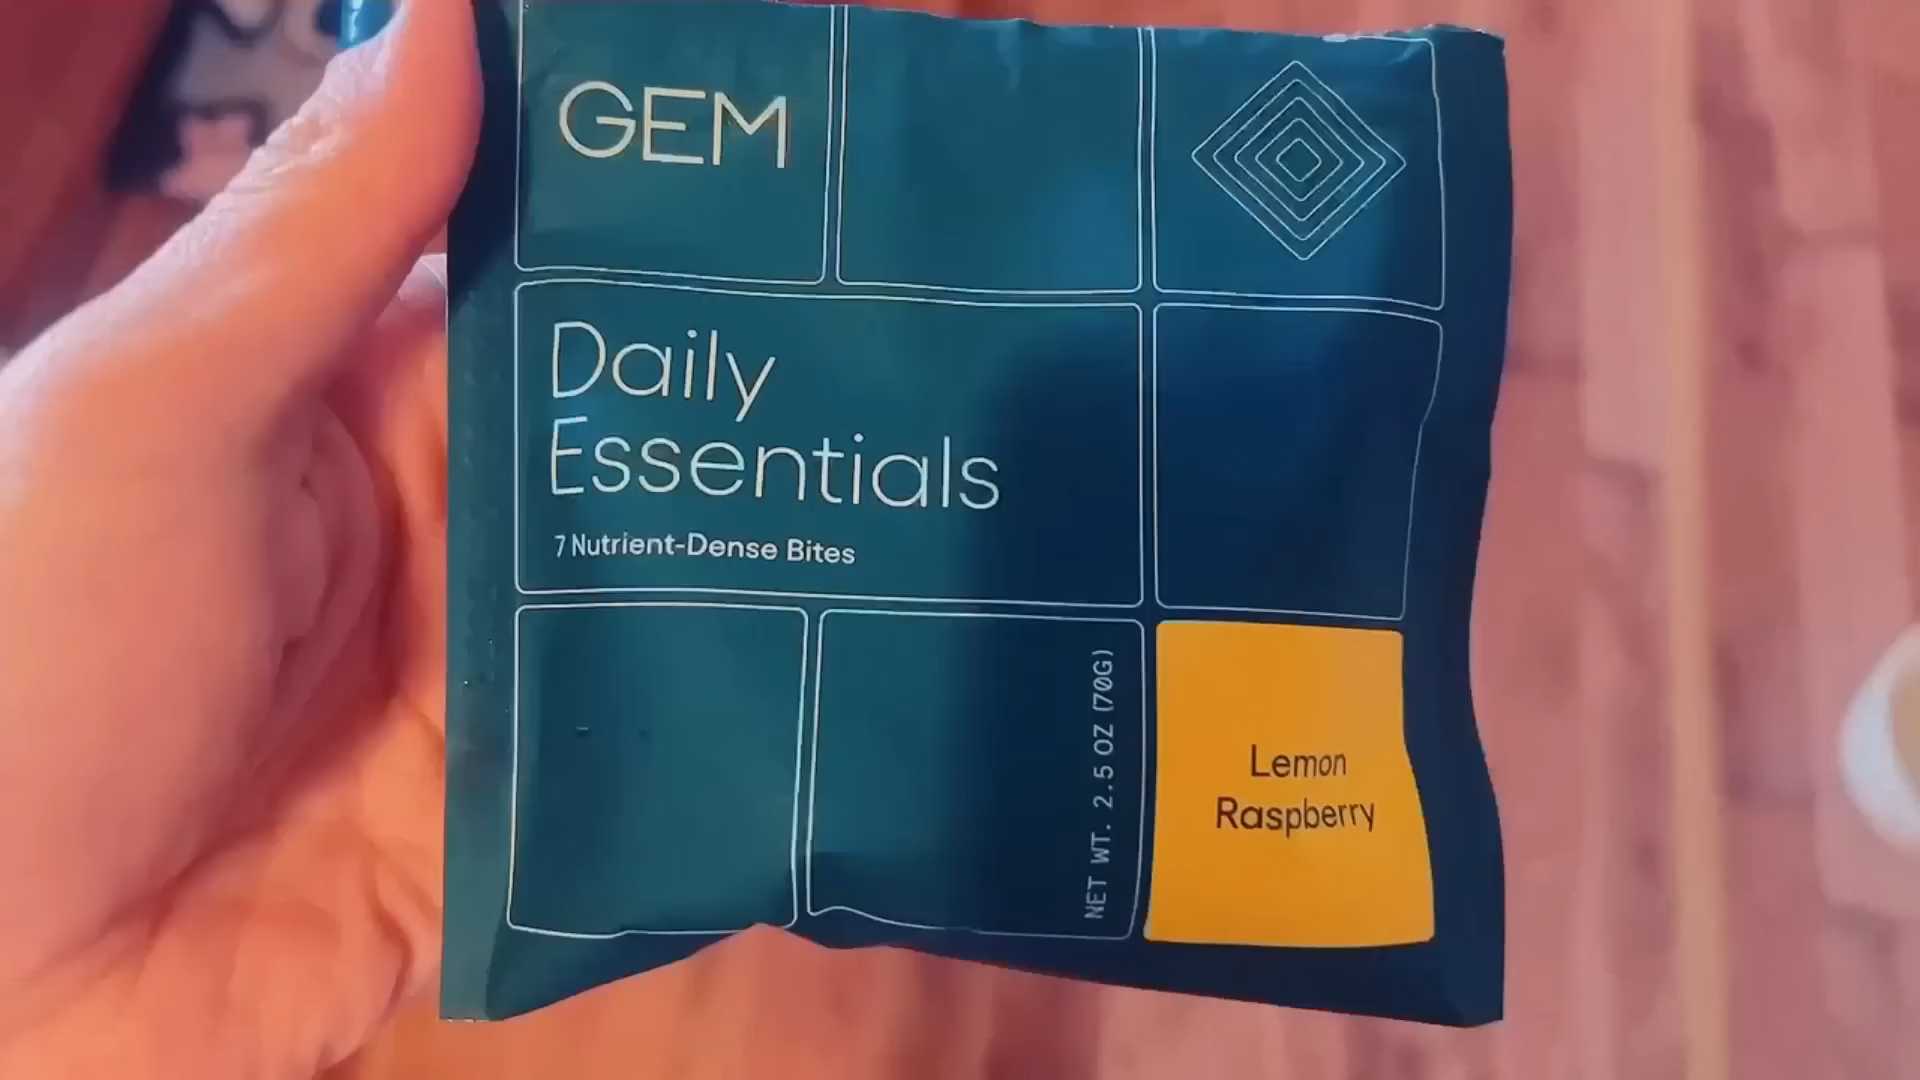 GEM
Daily
Essentials
7 Nutrient-Dense Bites
NET WT. 2.5 OZ (70G)
Lemon
Raspberry